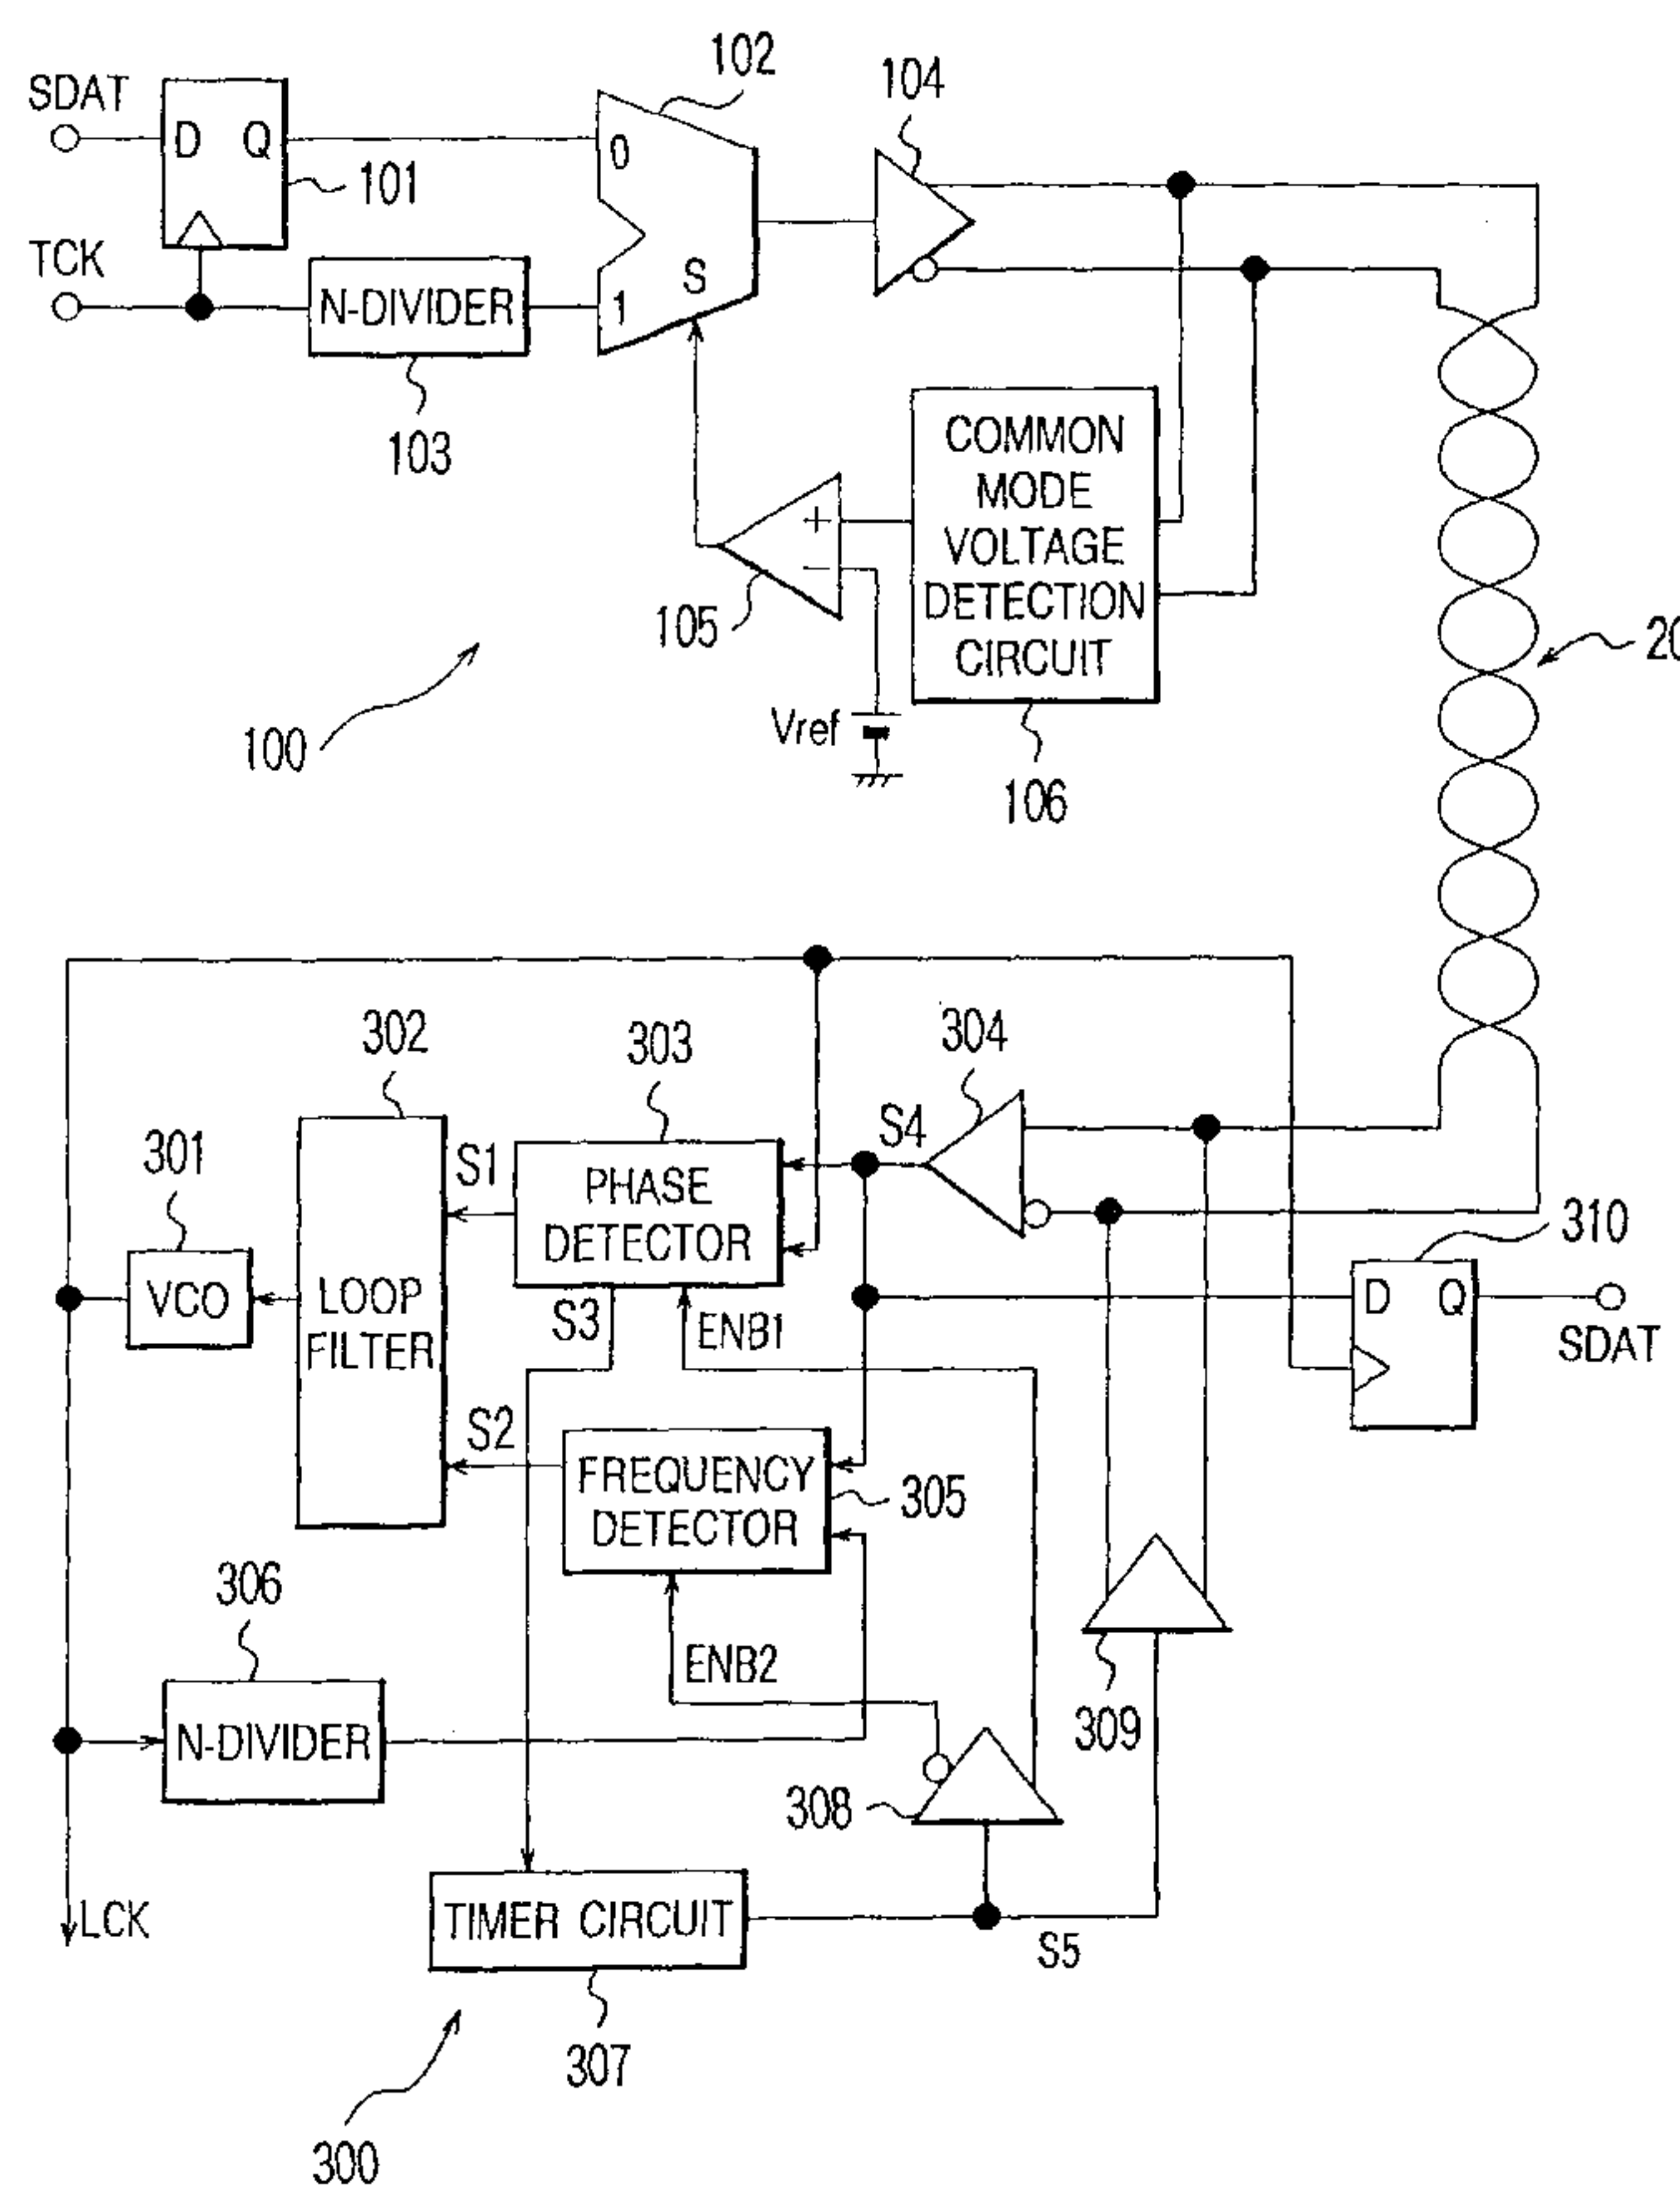 102
104
SDAT
D Q
0
101
TCK
S
N-DIVIDER
1
103
COMMON
MODE
VOLTAGE
DETECTION
CIRCUIT
+
−
105
Vref
100
106
302
303
304
S4
301
S1
PHASE
DETECTOR
310
VCO
LOOP
FILTER
S3
ENB1
D Q
SDAT
S2
FREQUENCY
DETECTOR
305
306
ENB2
N-DIVIDER
309
308
LCK
TIMER CIRCUIT
S5
307
300